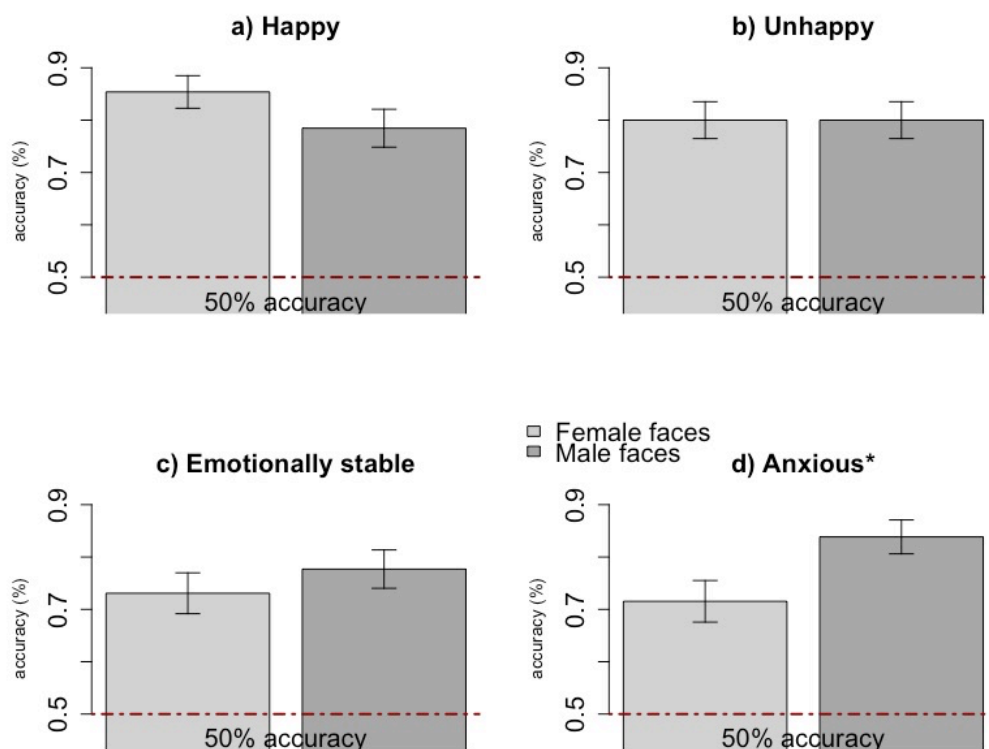 a) Happy
0.9
0.7
0.5
accuracy (%)
50% accuracy
b) Unhappy
0.9
0.7
0.5
accuracy (%)
50% accuracy
Female faces
Male faces
c) Emotionally stable
0.9
0.7
0.5
accuracy (%)
50% accuracy
d) Anxious*
0.9
0.7
0.5
accuracy (%)
50% accuracy